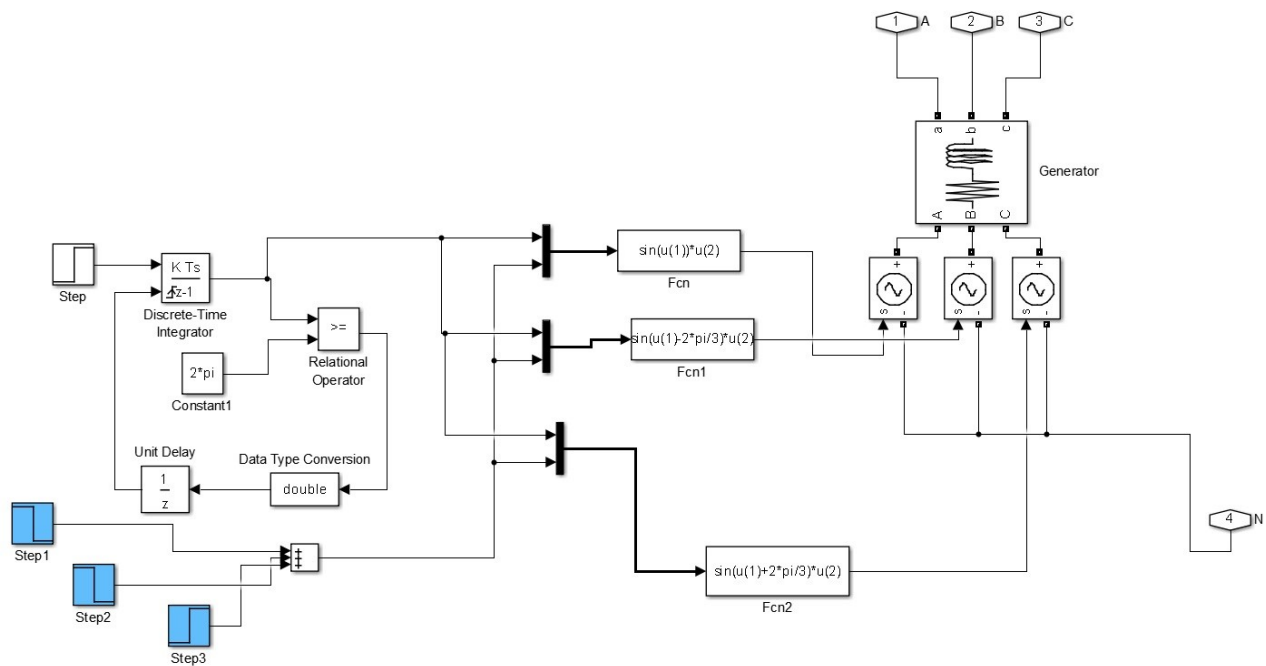 1 A 2 B 3 C
a b c
Generator
A B C
Step
K Ts
z-1
Discrete-Time
Integrator
sin(u(1))*u(2)
Fcn
+ + +
s s s
- - -
>=
Relational
Operator
2*pi
Constant1
sin(u(1)-2*pi/3)*u(2)
Fcn1
Unit Delay
1
z
Data Type Conversion
double
4 N
Step1
+
+
+
Step2
Step3
sin(u(1)+2*pi/3)*u(2)
Fcn2